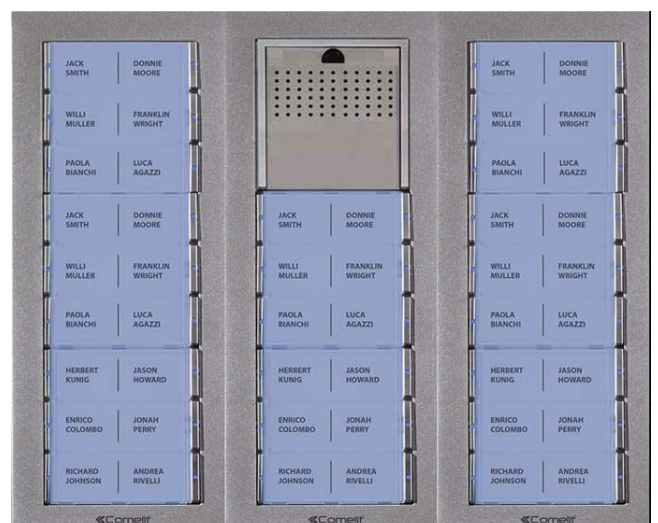 JACK
SMITH
DONNIE
MOORE
WILLI
MULLER
FRANKLIN
WRIGHT
PAOLA
BIANCHI
LUCA
AGAZZI
JACK
SMITH
DONNIE
MOORE
WILLI
MULLER
FRANKLIN
WRIGHT
PAOLA
BIANCHI
LUCA
AGAZZI
HERBERT
KUNIG
JASON
HOWARD
ENRICO
COLOMBO
JONAH
PERRY
RICHARD
JOHNSON
ANDREA
RIVELLI
Comelit
JACK
SMITH
DONNIE
MOORE
WILLI
MULLER
FRANKLIN
WRIGHT
PAOLA
BIANCHI
LUCA
AGAZZI
HERBERT
KUNIG
JASON
HOWARD
ENRICO
COLOMBO
JONAH
PERRY
RICHARD
JOHNSON
ANDREA
RIVELLI
Comelit
JACK
SMITH
DONNIE
MOORE
WILLI
MULLER
FRANKLIN
WRIGHT
PAOLA
BIANCHI
LUCA
AGAZZI
JACK
SMITH
DONNIE
MOORE
WILLI
MULLER
FRANKLIN
WRIGHT
PAOLA
BIANCHI
LUCA
AGAZZI
HERBERT
KUNIG
JASON
HOWARD
ENRICO
COLOMBO
JONAH
PERRY
RICHARD
JOHNSON
ANDREA
RIVELLI
Comelit